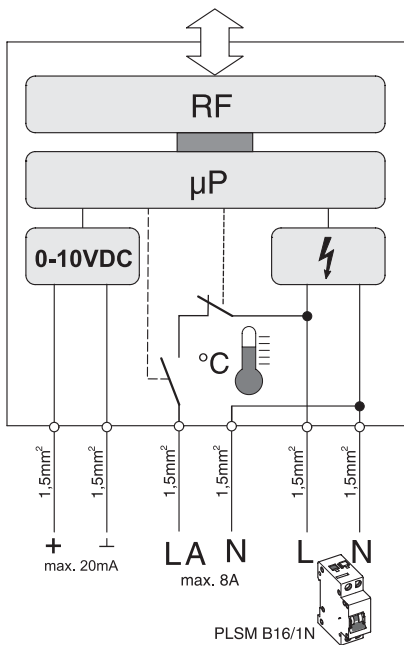 RF
µP
0-10VDC
°C
1,5mm² 1,5mm² 1,5mm² 1,5mm² 1,5mm² 1,5mm²
+ ⊥ LA N L N
max. 20mA max. 8A
PLSM B16/1N